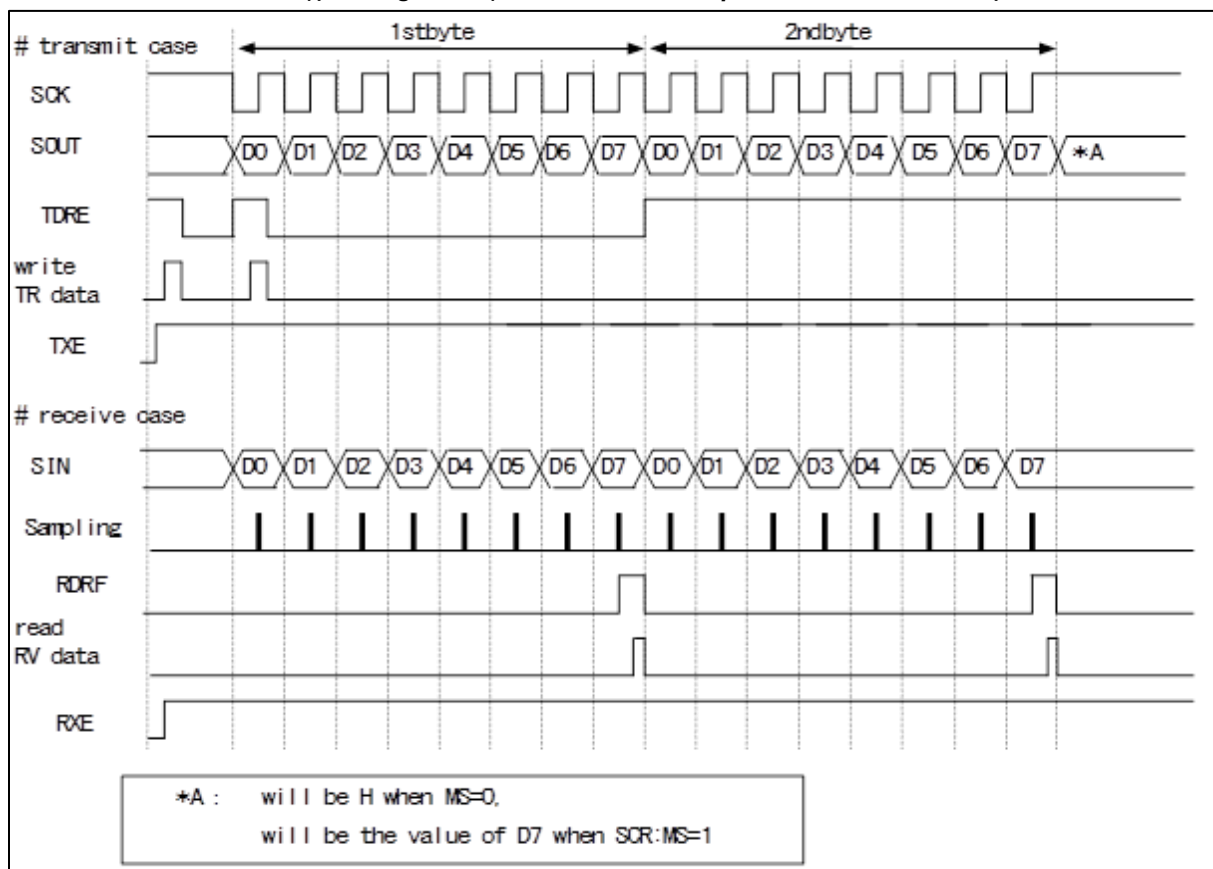 1stbyte 2ndbyte
# transmit case
SCK
SOUT D0 D1 D2 D3 D4 D5 D6 D7 D0 D1 D2 D3 D4 D5 D6 D7 *A
TDRE
write
TR data
TXE
# receive case
SIN D0 D1 D2 D3 D4 D5 D6 D7 D0 D1 D2 D3 D4 D5 D6 D7
Sampling
RDRF
read
RV data
RXE
*A : will be H when MS=0,
will be the value of D7 when SCR:MS=1